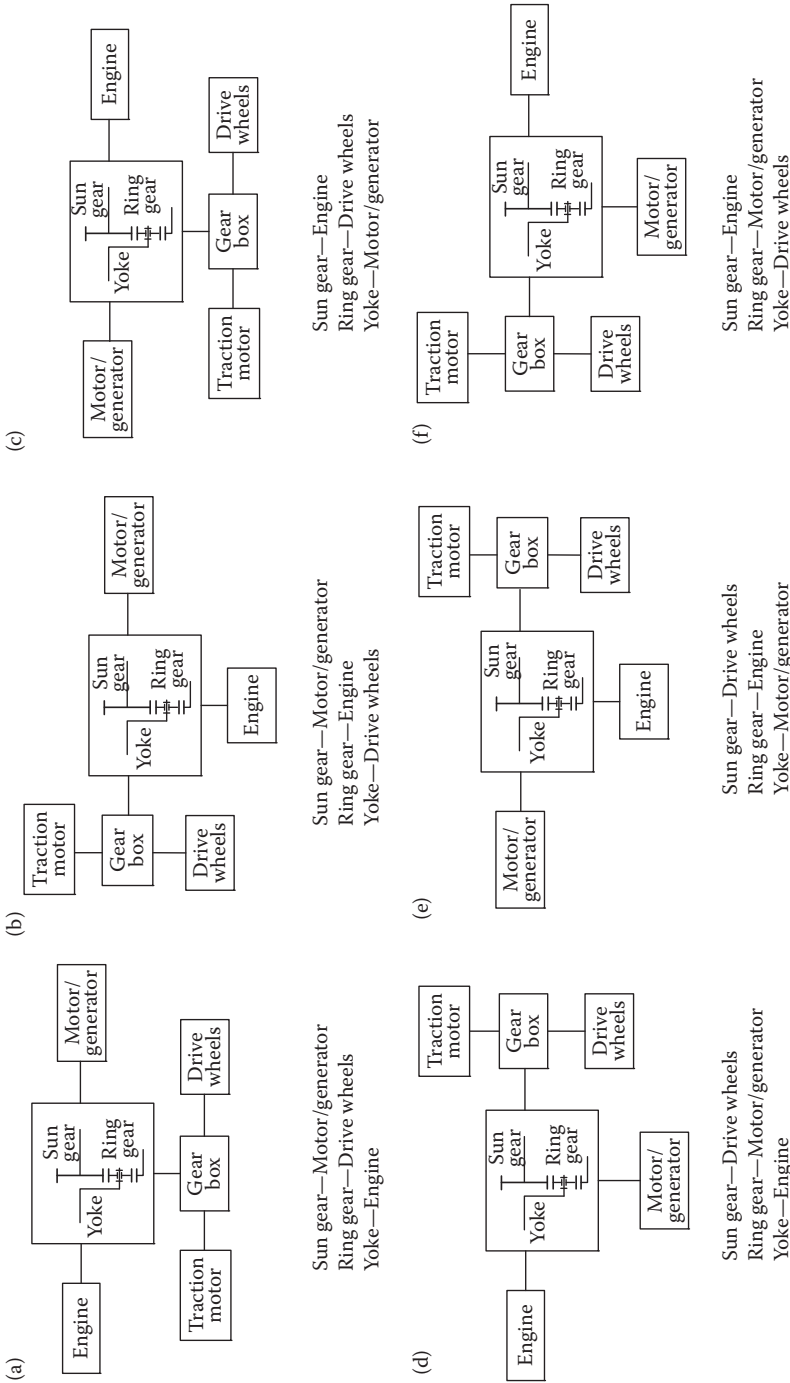 (a)
Engine
Yoke
Sun
gear
Ring
gear
Motor/
generator
Traction
motor
Gear
box
Drive
wheels
Sun gear—Motor/generator
Ring gear—Drive wheels
Yoke—Engine
(b)
Traction
motor
Gear
box
Drive
wheels
Yoke
Sun
gear
Ring
gear
Motor/
generator
Engine
Sun gear—Motor/generator
Ring gear—Engine
Yoke—Drive wheels
(c)
Motor/
generator
Yoke
Sun
gear
Ring
gear
Engine
Traction
motor
Gear
box
Drive
wheels
Sun gear—Engine
Ring gear—Drive wheels
Yoke—Motor/generator
(d)
Engine
Yoke
Sun
gear
Ring
gear
Traction
motor
Gear
box
Drive
wheels
Motor/
generator
Sun gear—Drive wheels
Ring gear—Motor/generator
Yoke—Engine
(e)
Motor/
generator
Yoke
Sun
gear
Ring
gear
Traction
motor
Gear
box
Drive
wheels
Engine
Sun gear—Drive wheels
Ring gear—Engine
Yoke—Motor/generator
(f)
Traction
motor
Gear
box
Drive
wheels
Yoke
Sun
gear
Ring
gear
Engine
Motor/
generator
Sun gear—Engine
Ring gear—Motor/generator
Yoke—Drive wheels